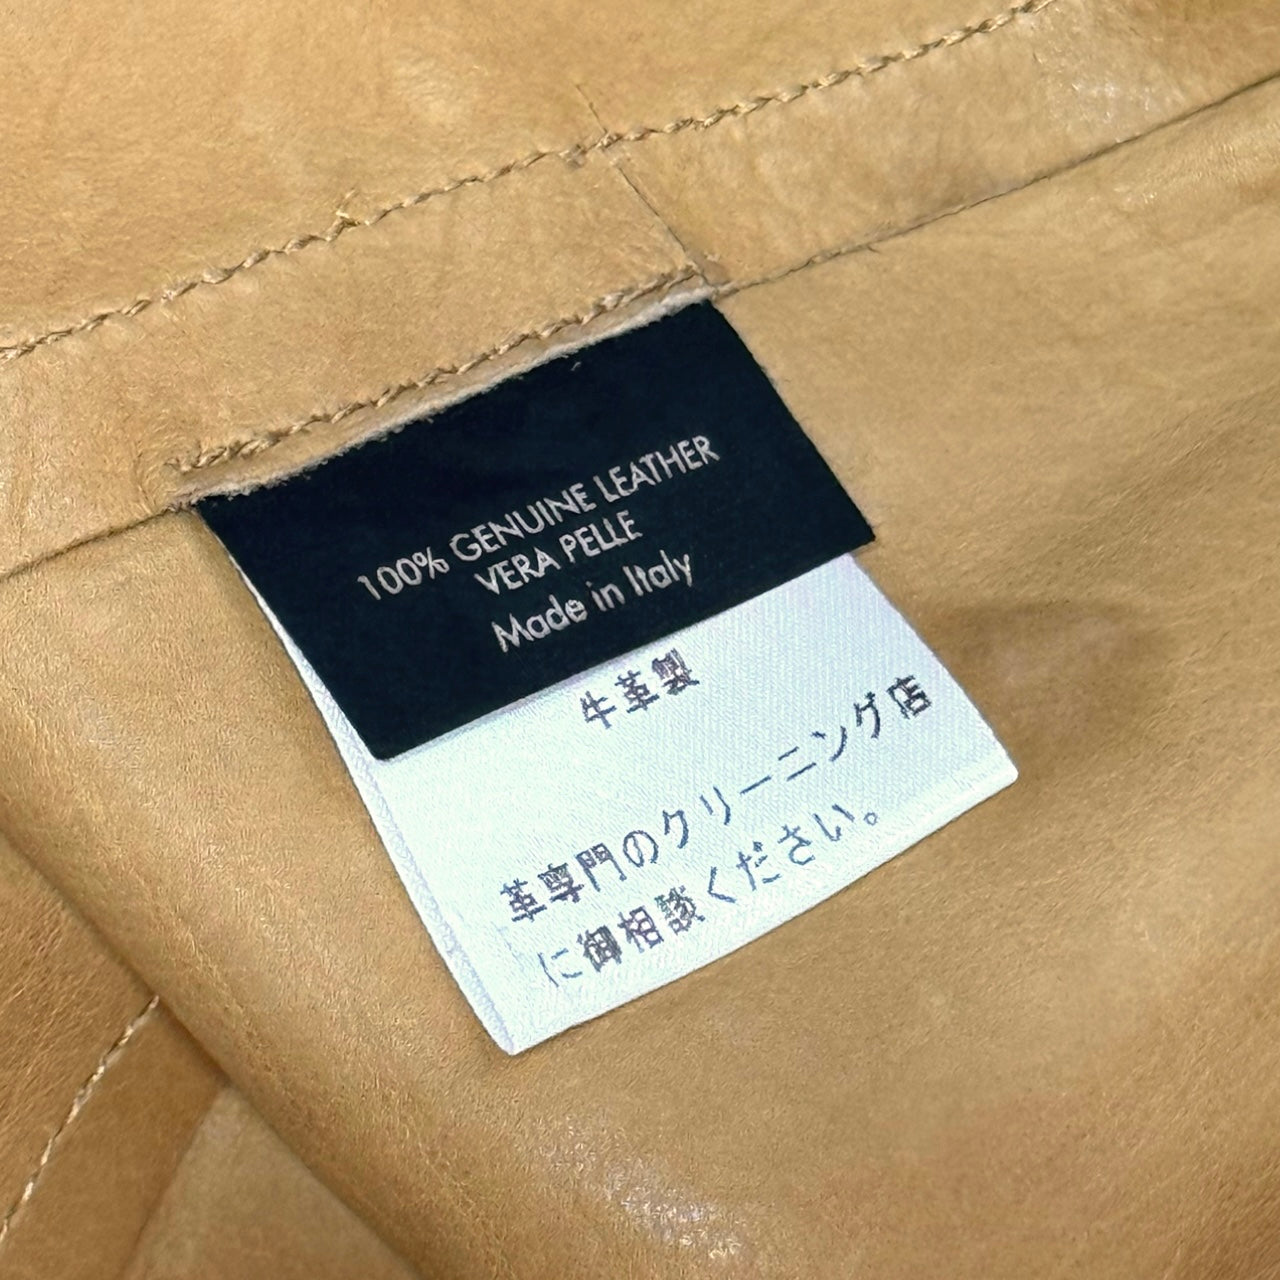 100% GENUINE LEATHER
VERA PELLE
Made in Italy
牛革製
革専門のクリーニング店
に御相談ください。